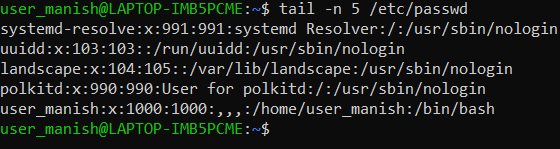 user_manish@LAPTOP-IMB5PCME:~$ tail -n 5 /etc/passwd
systemd-resolve:x:991:991:systemd Resolver:/:/usr/sbin/nologin
uuidd:x:103:103::/run/uuidd:/usr/sbin/nologin
landscape:x:104:105::/var/lib/landscape:/usr/sbin/nologin
polkitd:x:990:990:User for polkitd:/:/usr/sbin/nologin
user_manish:x:1000:1000:,,,:/home/user_manish:/bin/bash
user_manish@LAPTOP-IMB5PCME:~$